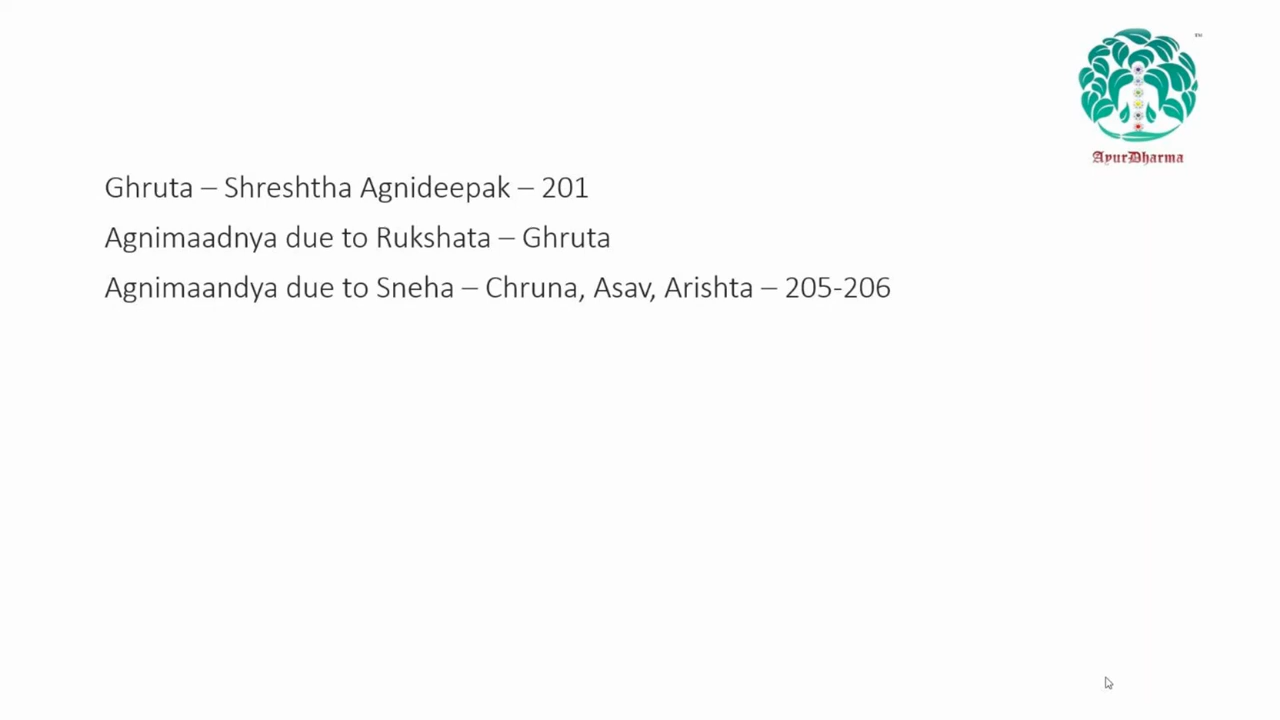 TM
AyurDharma
Ghruta – Shreshtha Agnideepak – 201
Agnimaadnya due to Rukshata – Ghruta
Agnimaandya due to Sneha – Chruna, Asav, Arishta – 205-206